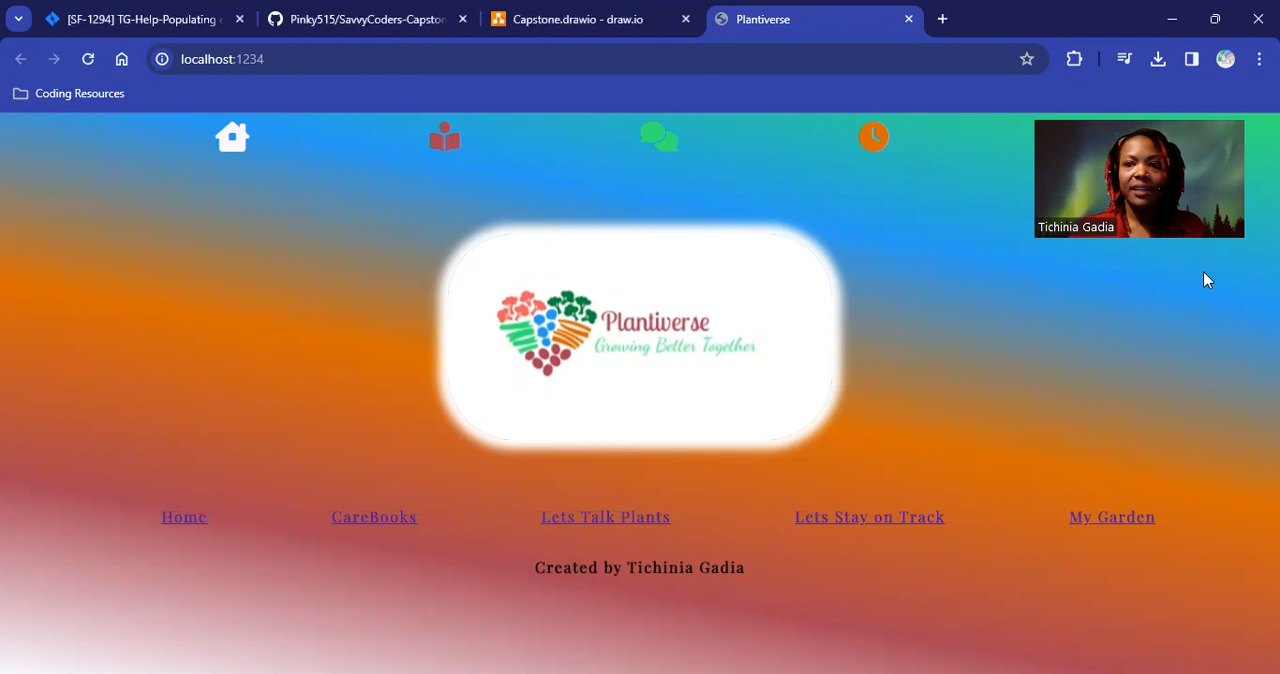 [SF-1294] TG-Help-Populating
Pinky515/SavvyCoders-Capston
Capstone.drawio - draw.io
Plantiverse
localhost:1234
Coding Resources
Tichinia Gadia
Plantiverse
Growing Better Together
Home
CareBooks
Lets Talk Plants
Lets Stay on Track
My Garden
Created by Tichinia Gadia